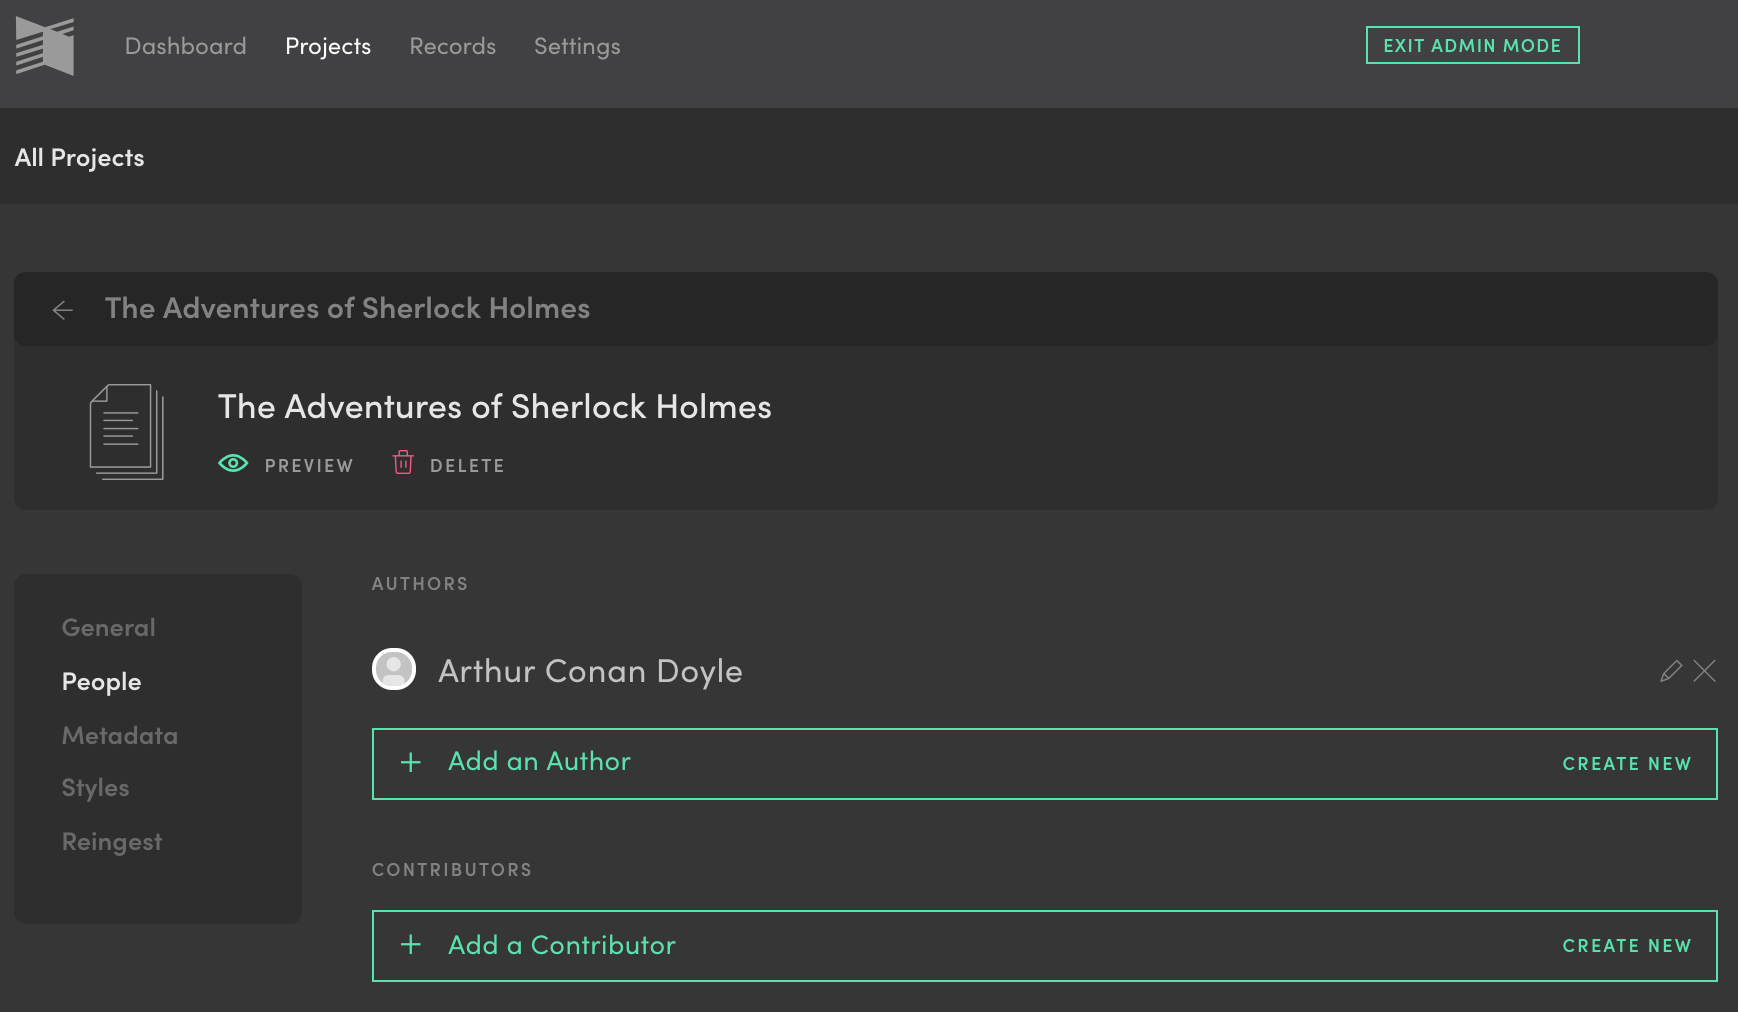 Dashboard Projects Records Settings EXIT ADMIN MODE
All Projects
The Adventures of Sherlock Holmes
The Adventures of Sherlock Holmes
PREVIEW DELETE
General
People
Metadata
Styles
Reingest
AUTHORS
Arthur Conan Doyle
Add an Author CREATE NEW
CONTRIBUTORS
Add a Contributor CREATE NEW